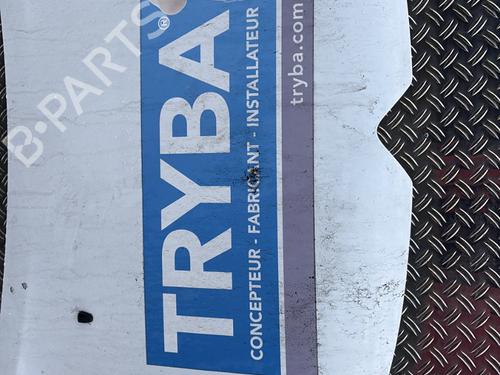 B-PARTS
TRYBA®
CONCEPTEUR - FABRICANT - INSTALLATEUR
tryba.com